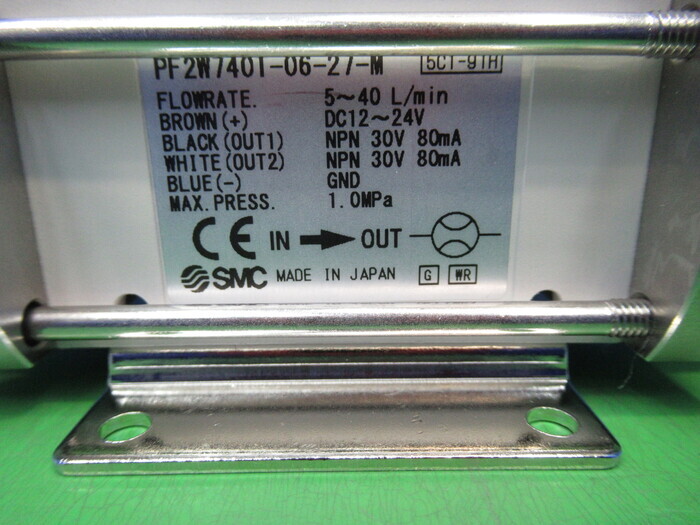 PF2W740T-06-27-M 5C1-91H
FLOWRATE. 5~40 L/min
BROWN(+) DC12~24V
BLACK(OUT1) NPN 30V 80mA
WHITE(OUT2) NPN 30V 80mA
BLUE(-) GND
MAX.PRESS. 1.0MPa
CE IN OUT
SMC MADE IN JAPAN G WR